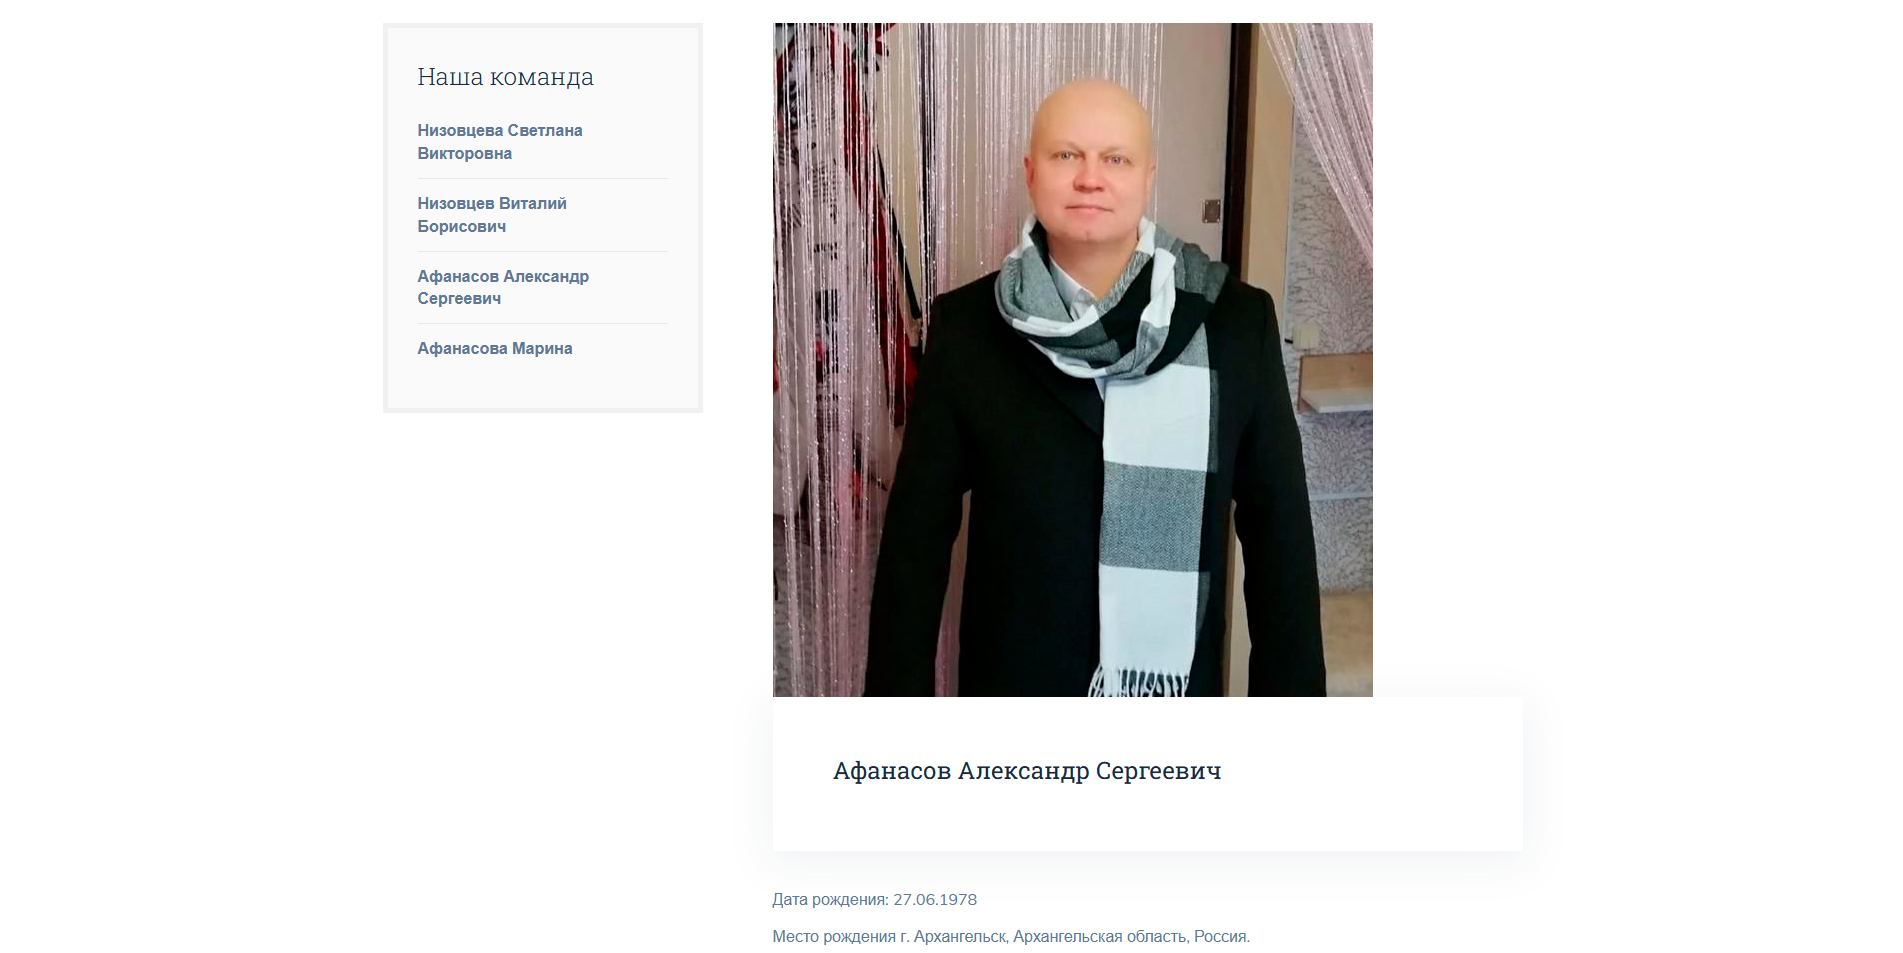 Наша команда
Низовцева Светлана
Викторовна
Низовцев Виталий
Борисович
Афанасов Александр
Сергеевич
Афанасова Марина
Афанасов Александр Сергеевич
Дата рождения: 27.06.1978
Место рождения г. Архангельск, Архангельская область, Россия.